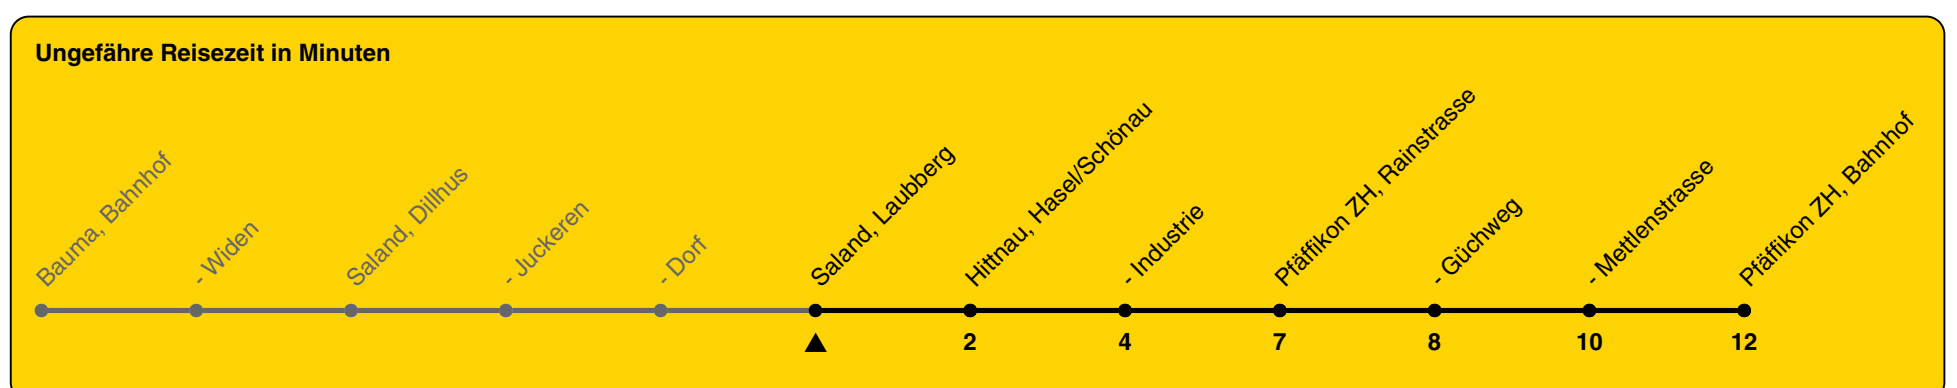 Ungefähre Reisezeit in Minuten
Bauma, Bahnhof
- Widen
Saland, Dillhus
- Juckeren
- Dorf
Saland, Laubberg
Hittnau, Hasel/Schönau
- Industrie
Pfäffikon ZH, Rainstrasse
- Güchweg
- Mettlenstrasse
Pfäffikon ZH, Bahnhof
2 4 7 8 10 12